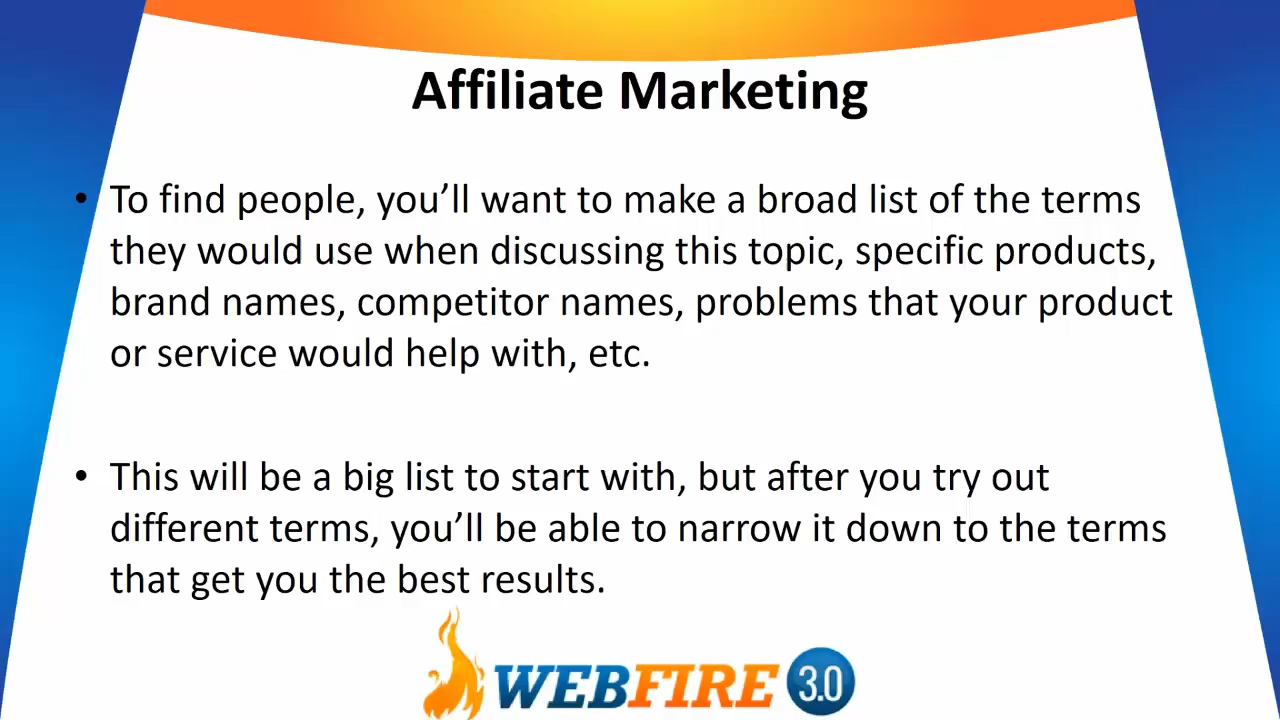 Affiliate Marketing
• To find people, you’ll want to make a broad list of the terms
they would use when discussing this topic, specific products,
brand names, competitor names, problems that your product
or service would help with, etc.
• This will be a big list to start with, but after you try out
different terms, you’ll be able to narrow it down to the terms
that get you the best results.
WEBFIRE 3.0